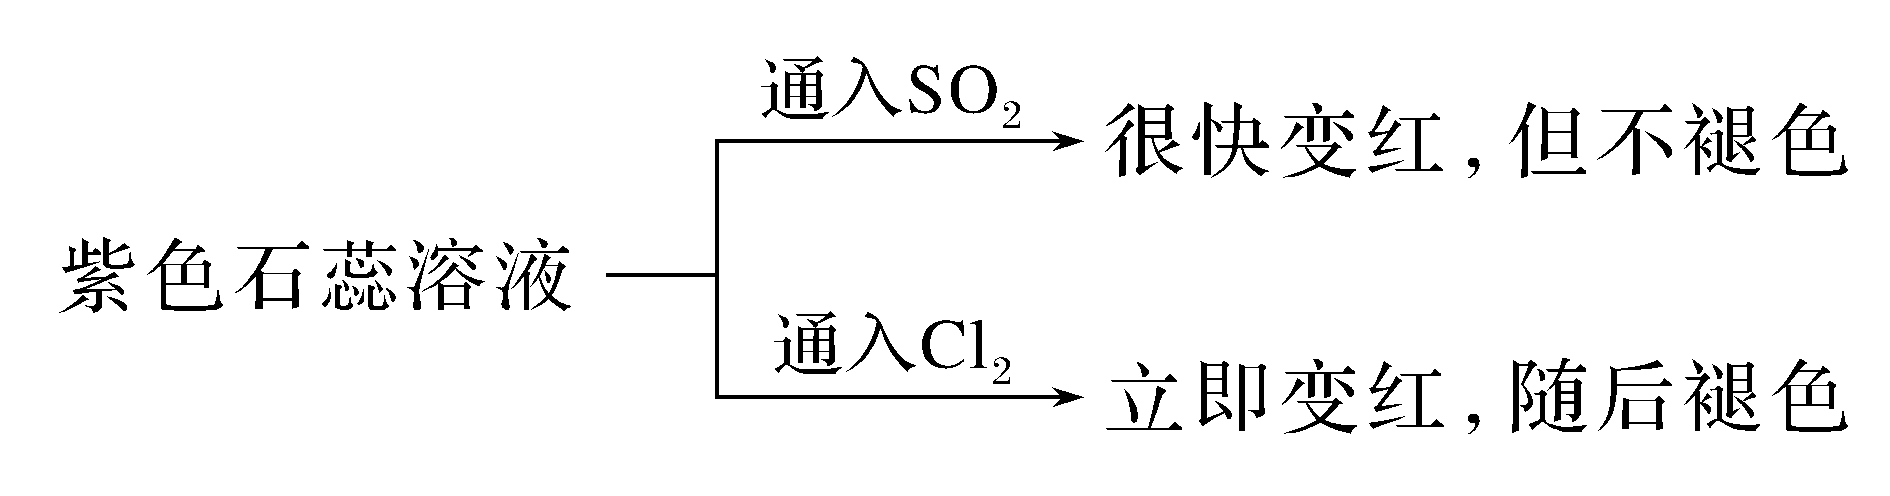 通入SO₂
很快变红,但不褪色
紫色石蕊溶液
通入Cl₂
立即变红,随后褪色